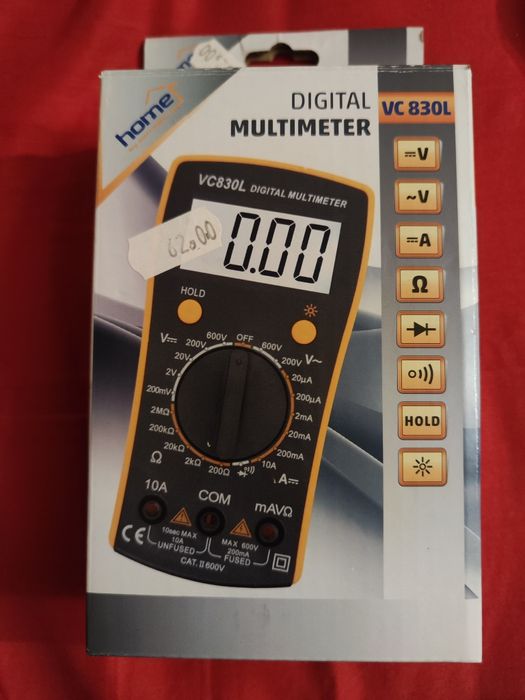 home
DIGITAL
MULTIMETER
VC 830L
⎓V
~V
⎓A
Ω
HOLD
VC830L DIGITAL MULTIMETER
62.00
0.00
HOLD
V⎓
600V
OFF
600V
200V
200V
V~
20V
20µA
2V
200µA
200mV
2mA
2MΩ
20mA
200kΩ
200mA
20kΩ
2kΩ
200Ω
10A
Ω
A⎓
10A
COM
mAVΩ
10sec MAX
10A
UNFUSED
MAX 600V
200mA
FUSED
CE
CAT. II 600V